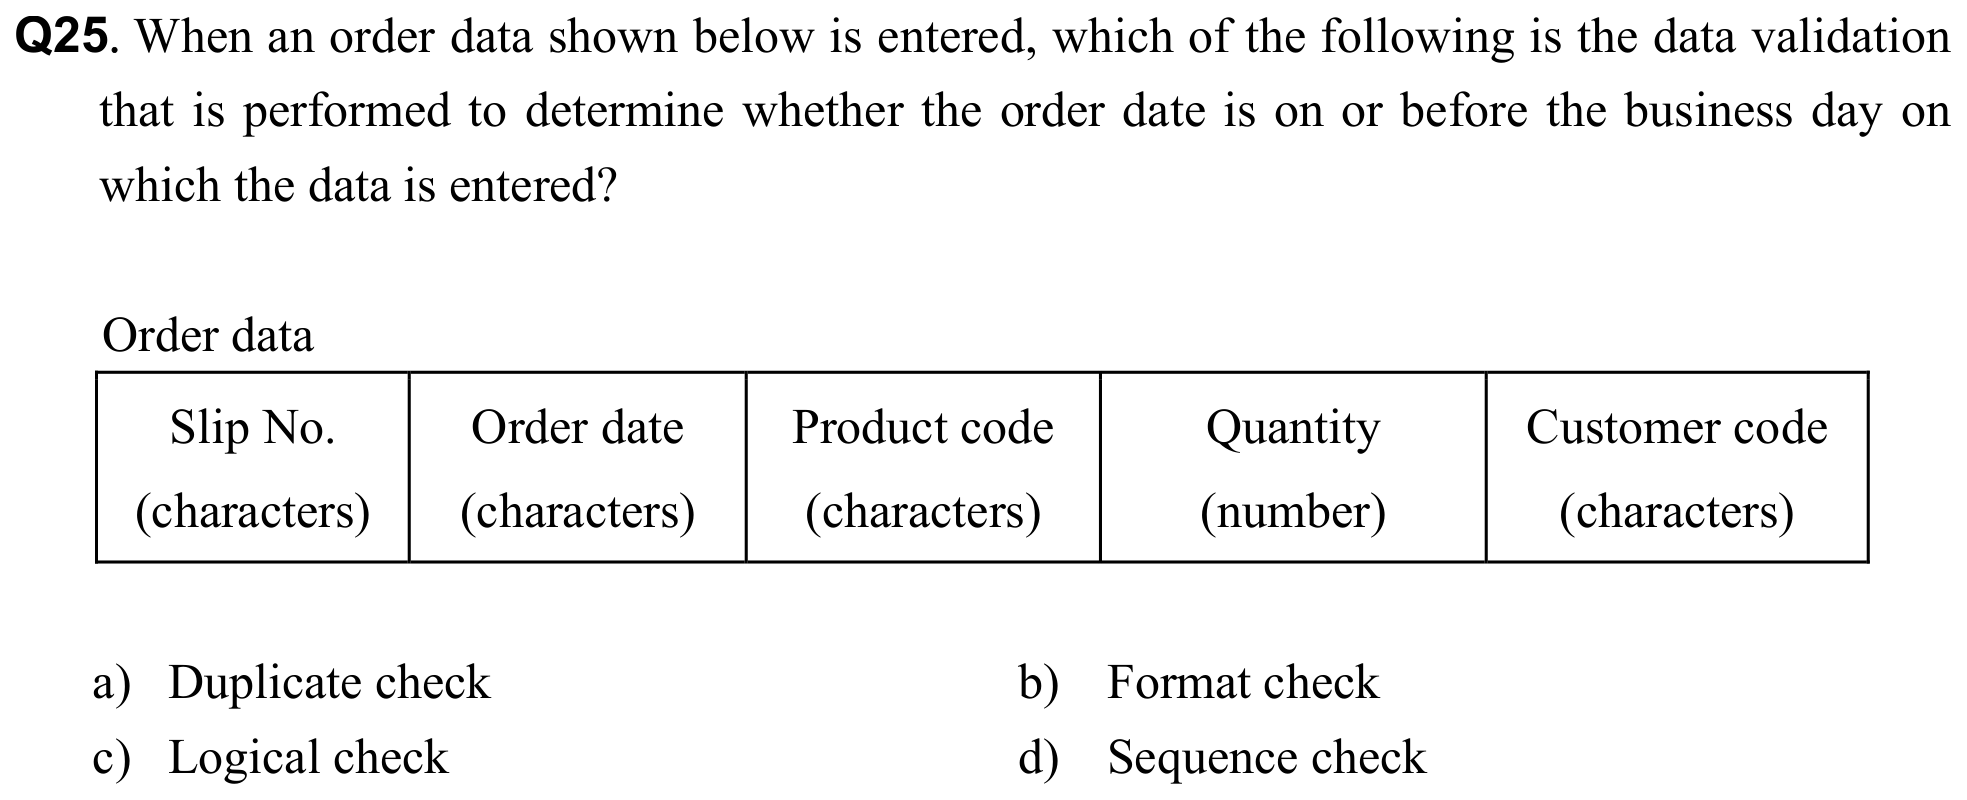 Q25. When an order data shown below is entered, which of the following is the data validation
that is performed to determine whether the order date is on or before the business day on
which the data is entered?
Order data
Slip No. Order date Product code Quantity Customer code
(characters) (characters) (characters) (number) (characters)
a) Duplicate check b) Format check
c) Logical check d) Sequence check